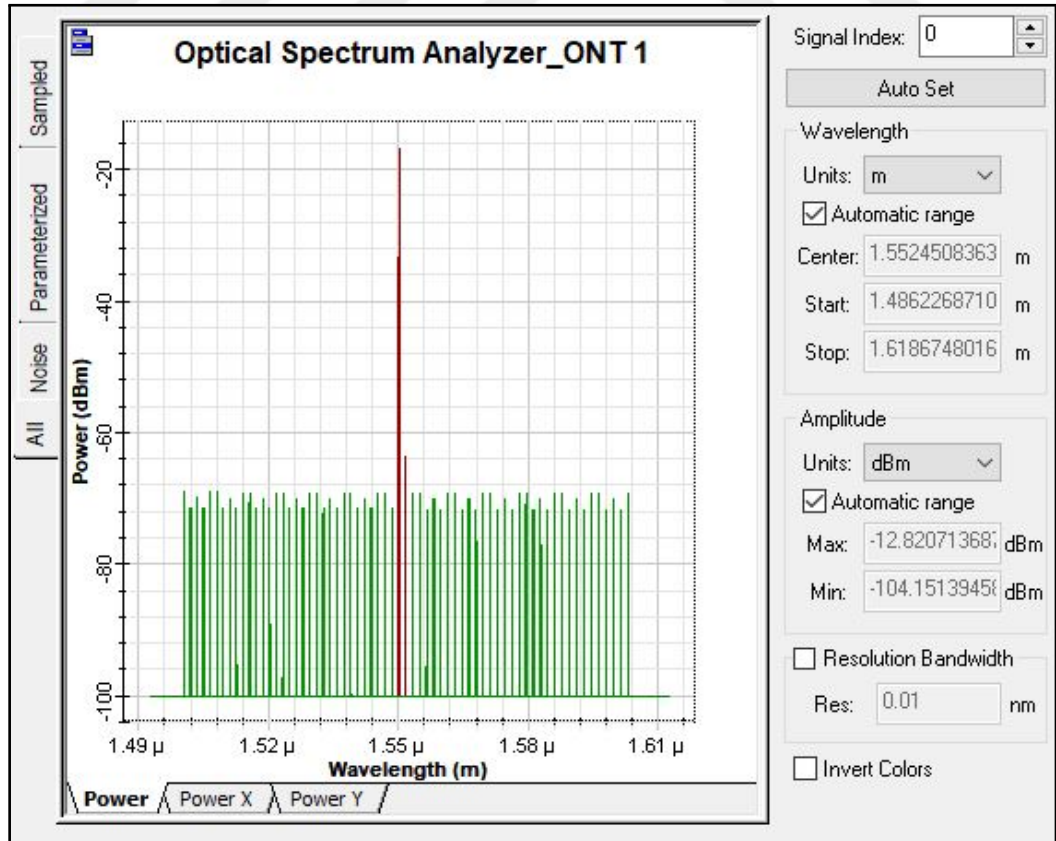 Optical Spectrum Analyzer_ONT 1
Sampled
Parameterized
Noise
All
Power (dBm)
-20
-40
-60
-80
-100
1.49 µ 1.52 µ 1.55 µ 1.58 µ 1.61 µ
Wavelength (m)
Power Power X Power Y
Signal Index: 0
Auto Set
Wavelength
Units: m
Automatic range
Center: 1.5524508363 m
Start: 1.4862268710 m
Stop: 1.6186748016 m
Amplitude
Units: dBm
Automatic range
Max: -12.82071368 dBm
Min: -104.1513945 dBm
Resolution Bandwidth
Res: 0.01 nm
Invert Colors